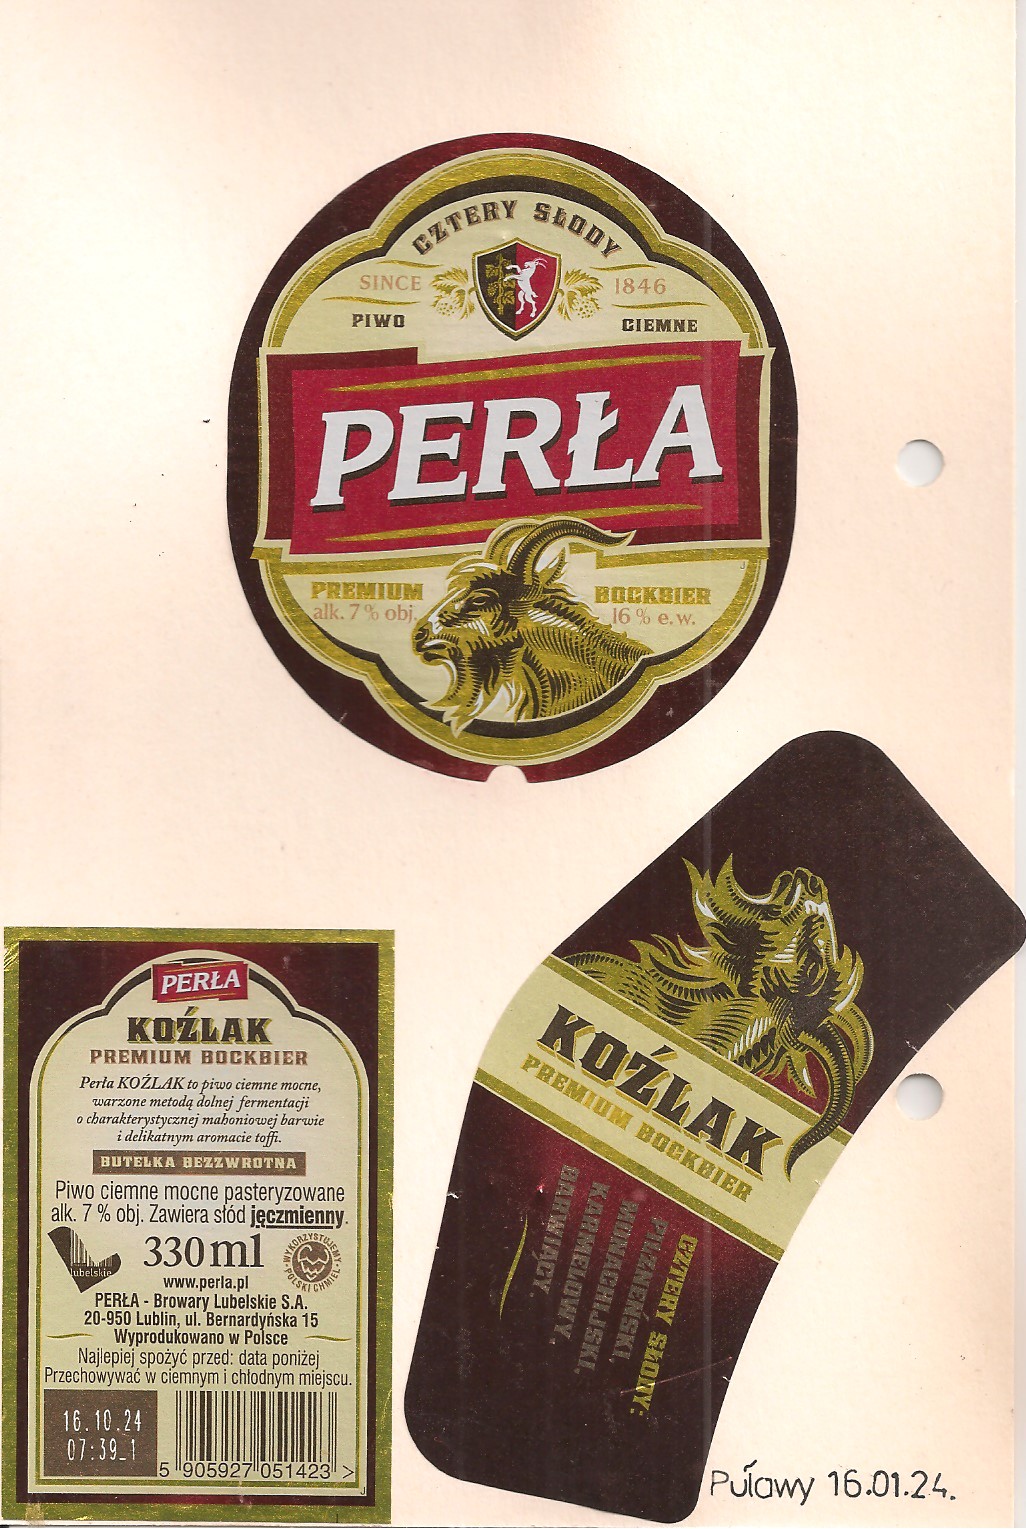 CZTERY SŁODY
SINCE 1846
PIWO CIEMNE
PERŁA
PREMIUM BOCKBIER
alk. 7 % obj. 16 % e.w.
PERŁA
KOŹLAK
PREMIUM BOCKBIER
Perła KOŹLAK to piwo ciemne mocne,
warzone metodą dolnej fermentacji
o charakterystycznej mahoniowej barwie
i delikatnym aromacie toffi.
BUTELKA BEZZWROTNA
Piwo ciemne mocne pasteryzowane
alk. 7 % obj. Zawiera słód jęczmienny.
lubelskie
330 ml
WYKORZYSTUJEMY POLSKI CHMIEL
www.perla.pl
PERŁA - Browary Lubelskie S.A.
20-950 Lublin, ul. Bernardyńska 15
Wyprodukowano w Polsce
Najlepiej spożyć przed: data poniżej
Przechowywać w ciemnym i chłodnym miejscu.
16.10.24
07:39_1
5 905927 051423 >
KOŹLAK
PREMIUM BOCKBIER
CZTERY SŁODY:
PILZNEŃSKI,
MONACHIJSKI,
KARMELOWY,
BARWIĄCY.
Puławy 16.01.24.